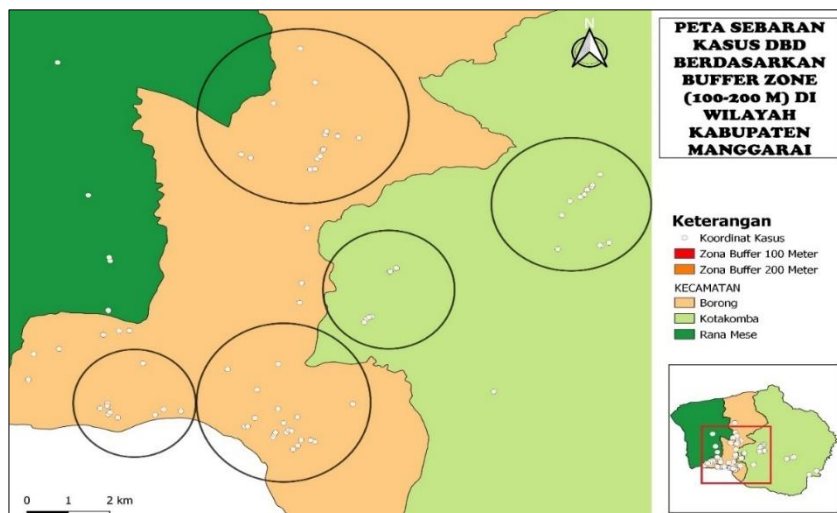 PETA SEBARAN
KASUS DBD
BERDASARKAN
BUFFER ZONE
(100-200 M) DI
WILAYAH
KABUPATEN
MANGGARAI
N
Keterangan
Koordinat Kasus
Zona Buffer 100 Meter
Zona Buffer 200 Meter
KECAMATAN
Borong
Kotakomba
Rana Mese
0 1 2 km